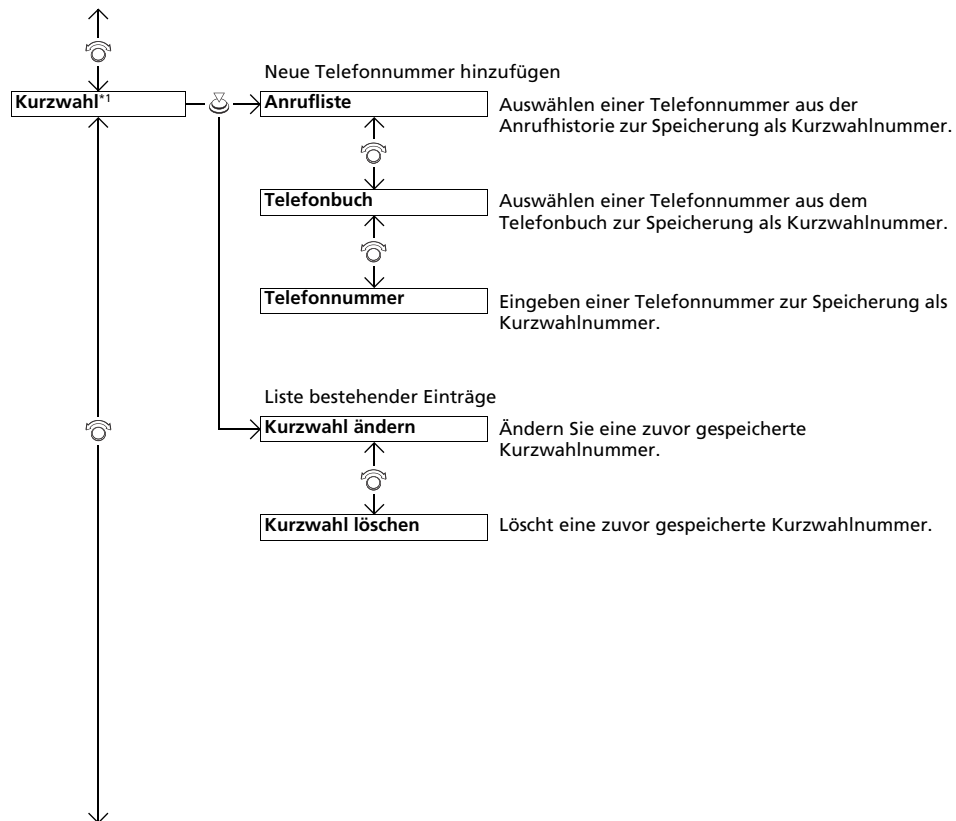 Neue Telefonnummer hinzufügen
Kurzwahl*1
Anrufliste
Auswählen einer Telefonnummer aus der
Anrufhistorie zur Speicherung als Kurzwahlnummer.
Telefonbuch
Auswählen einer Telefonnummer aus dem
Telefonbuch zur Speicherung als Kurzwahlnummer.
Telefonnummer
Eingeben einer Telefonnummer zur Speicherung als
Kurzwahlnummer.
Liste bestehender Einträge
Kurzwahl ändern
Ändern Sie eine zuvor gespeicherte
Kurzwahlnummer.
Kurzwahl löschen
Löscht eine zuvor gespeicherte Kurzwahlnummer.